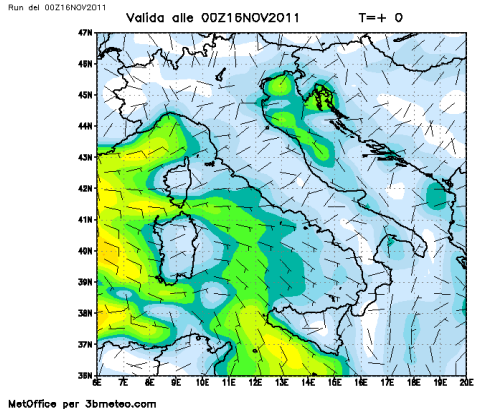 Run del 00Z16NOV2011
Valida alle 00Z16NOV2011 T=+ 0
47N
46N
45N
44N
43N
42N
41N
40N
39N
38N
37N
36N
6E 7E 8E 9E 10E 11E 12E 13E 14E 15E 16E 17E 18E 19E 20E
MetOffice per 3bmeteo.com